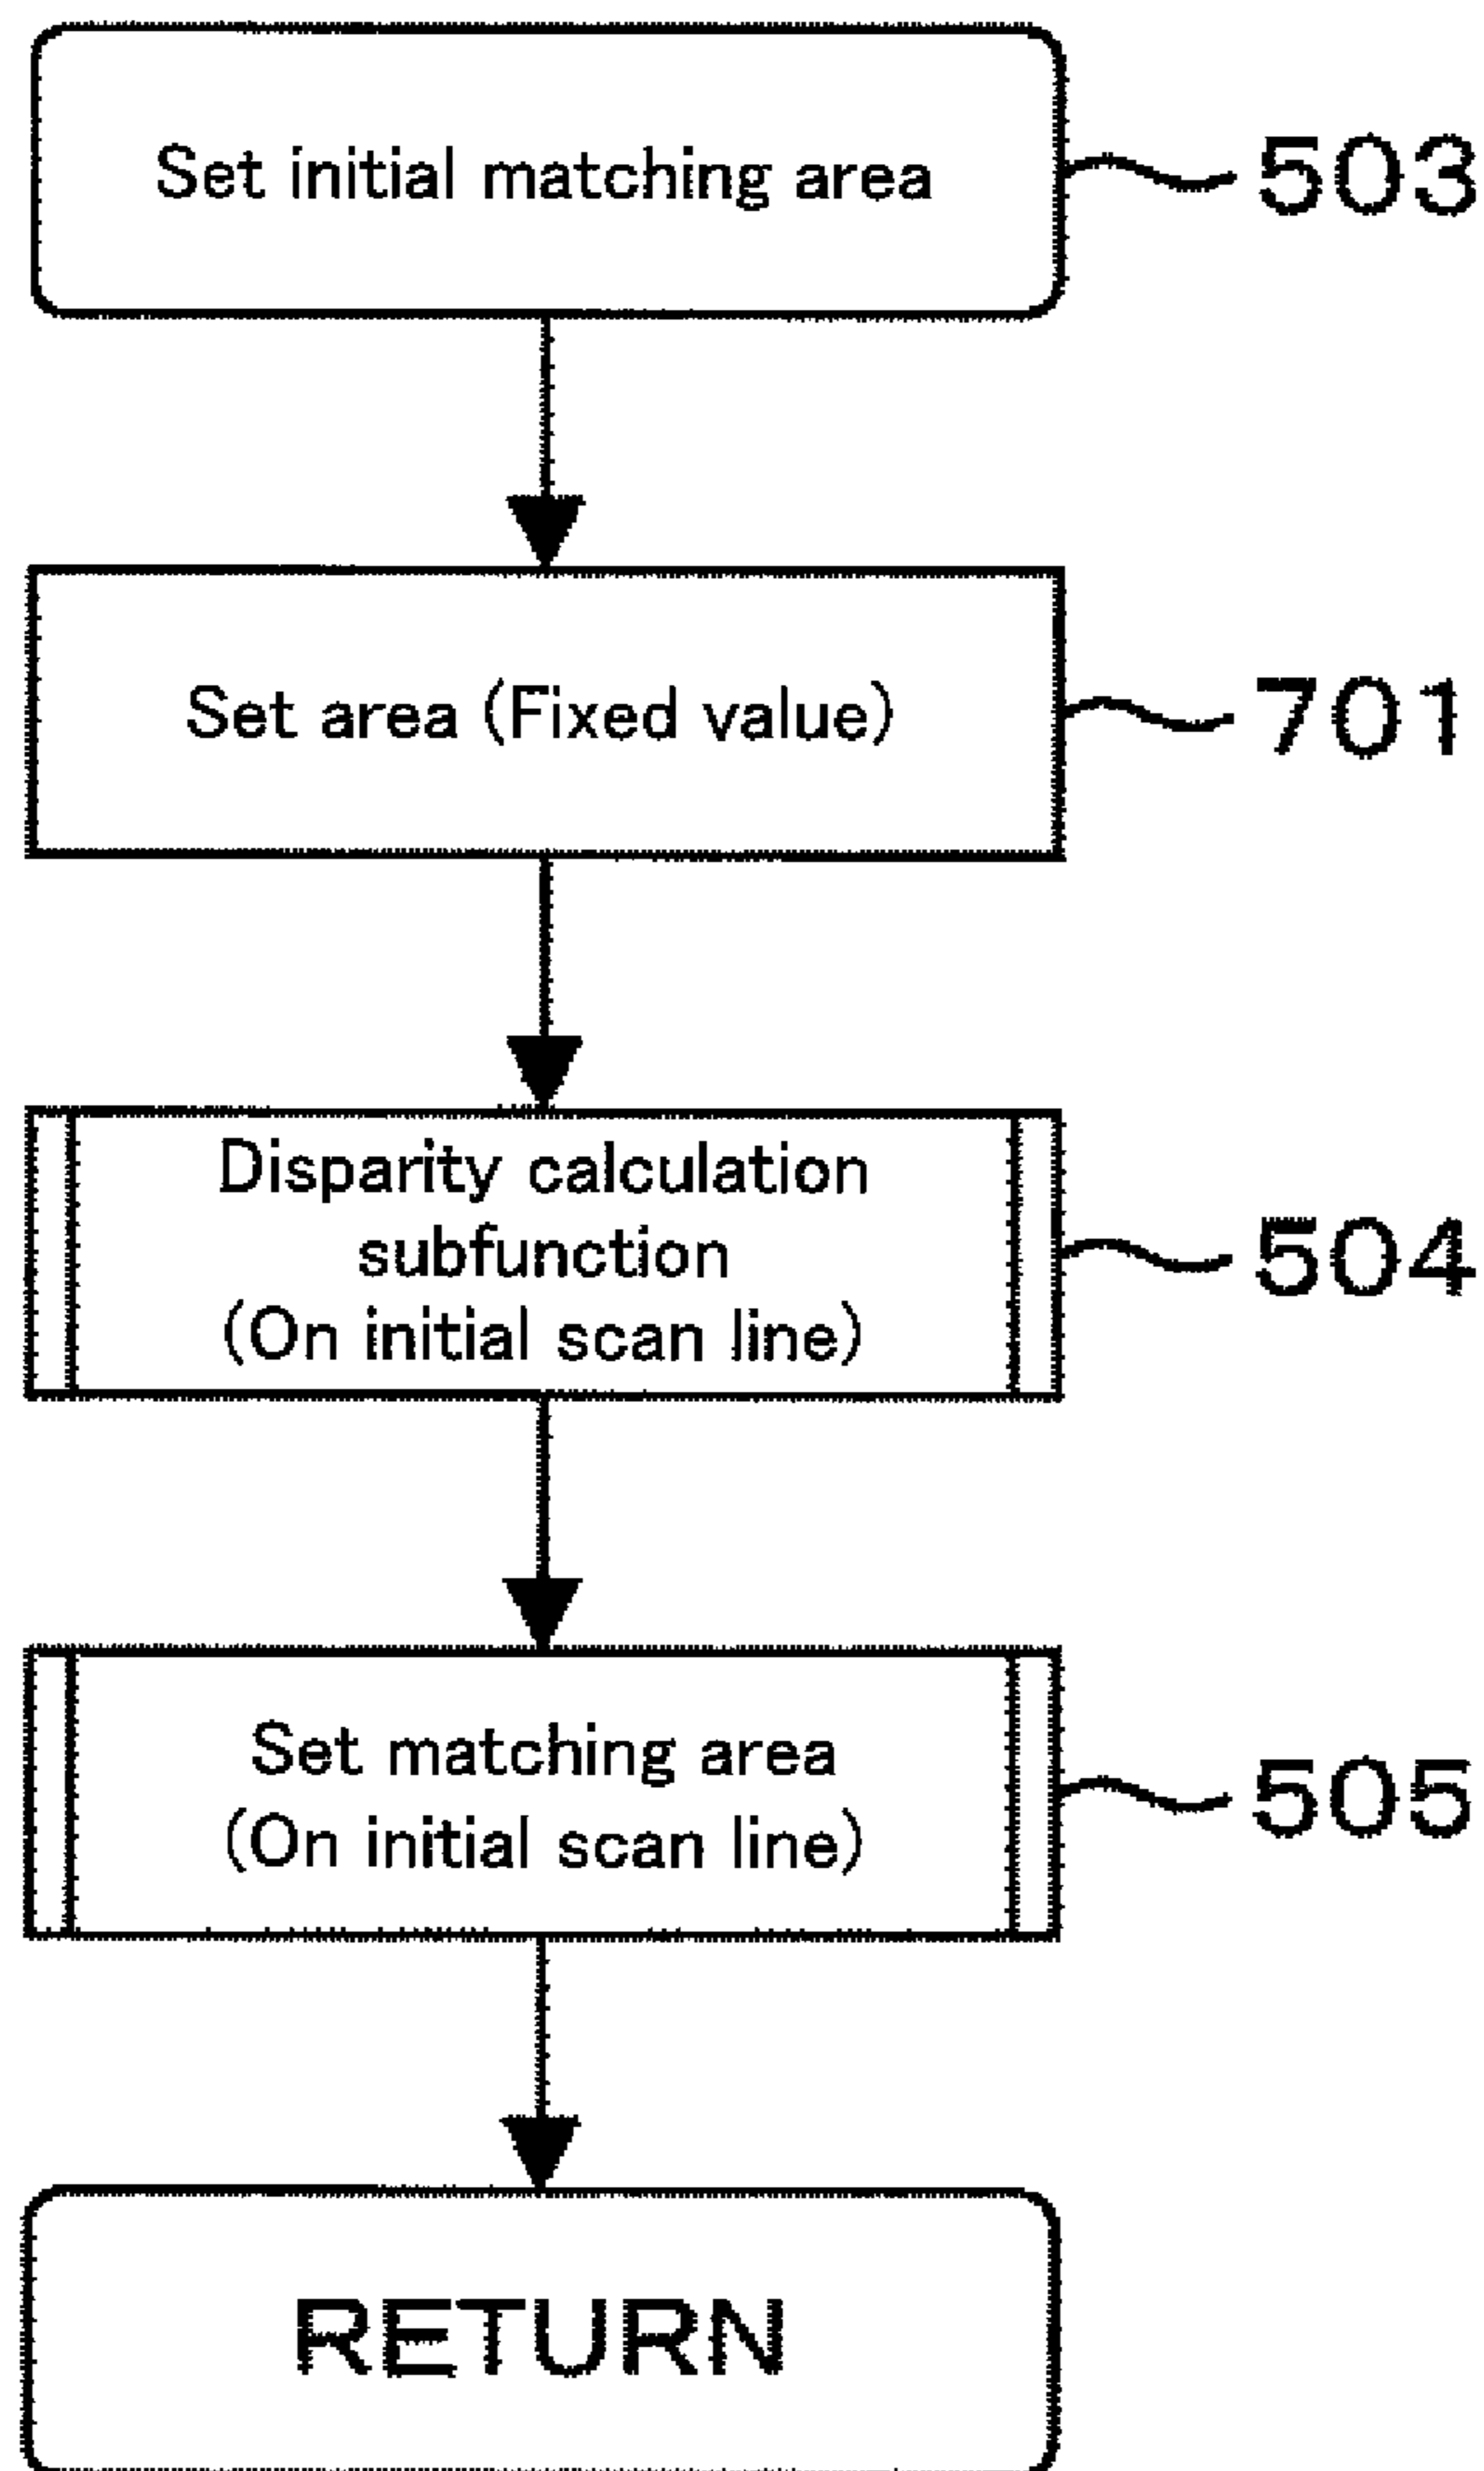 Set initial matching area
503
Set area (Fixed value)
701
Disparity calculation
subfunction
(On initial scan line)
504
Set matching area
(On initial scan line)
505
RETURN